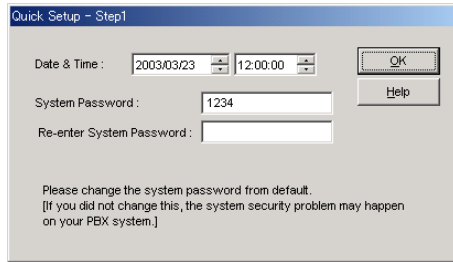 Quick Setup - Step1
Date & Time : 2003/03/23 12:00:00 OK
Help
System Password : 1234
Re-enter System Password :
Please change the system password from default.
[If you did not change this, the system security problem may happen
on your PBX system.]